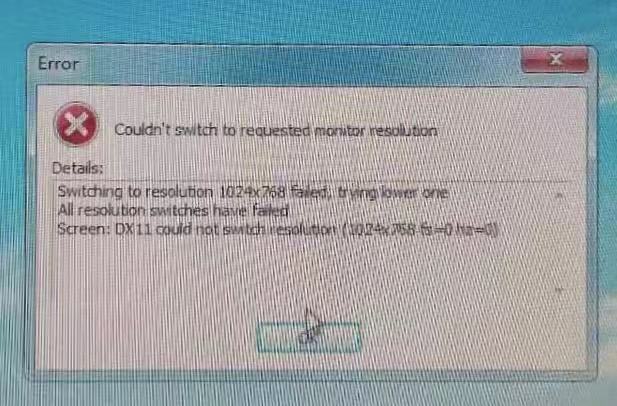 Error
Couldn't switch to requested monitor resolution
Details:
Switching to resolution 1024x768 failed, trying lower one
All resolution switches have failed
Screen: DX11 could not switch resolution (1024x768 fs=0 hz=0)
OK